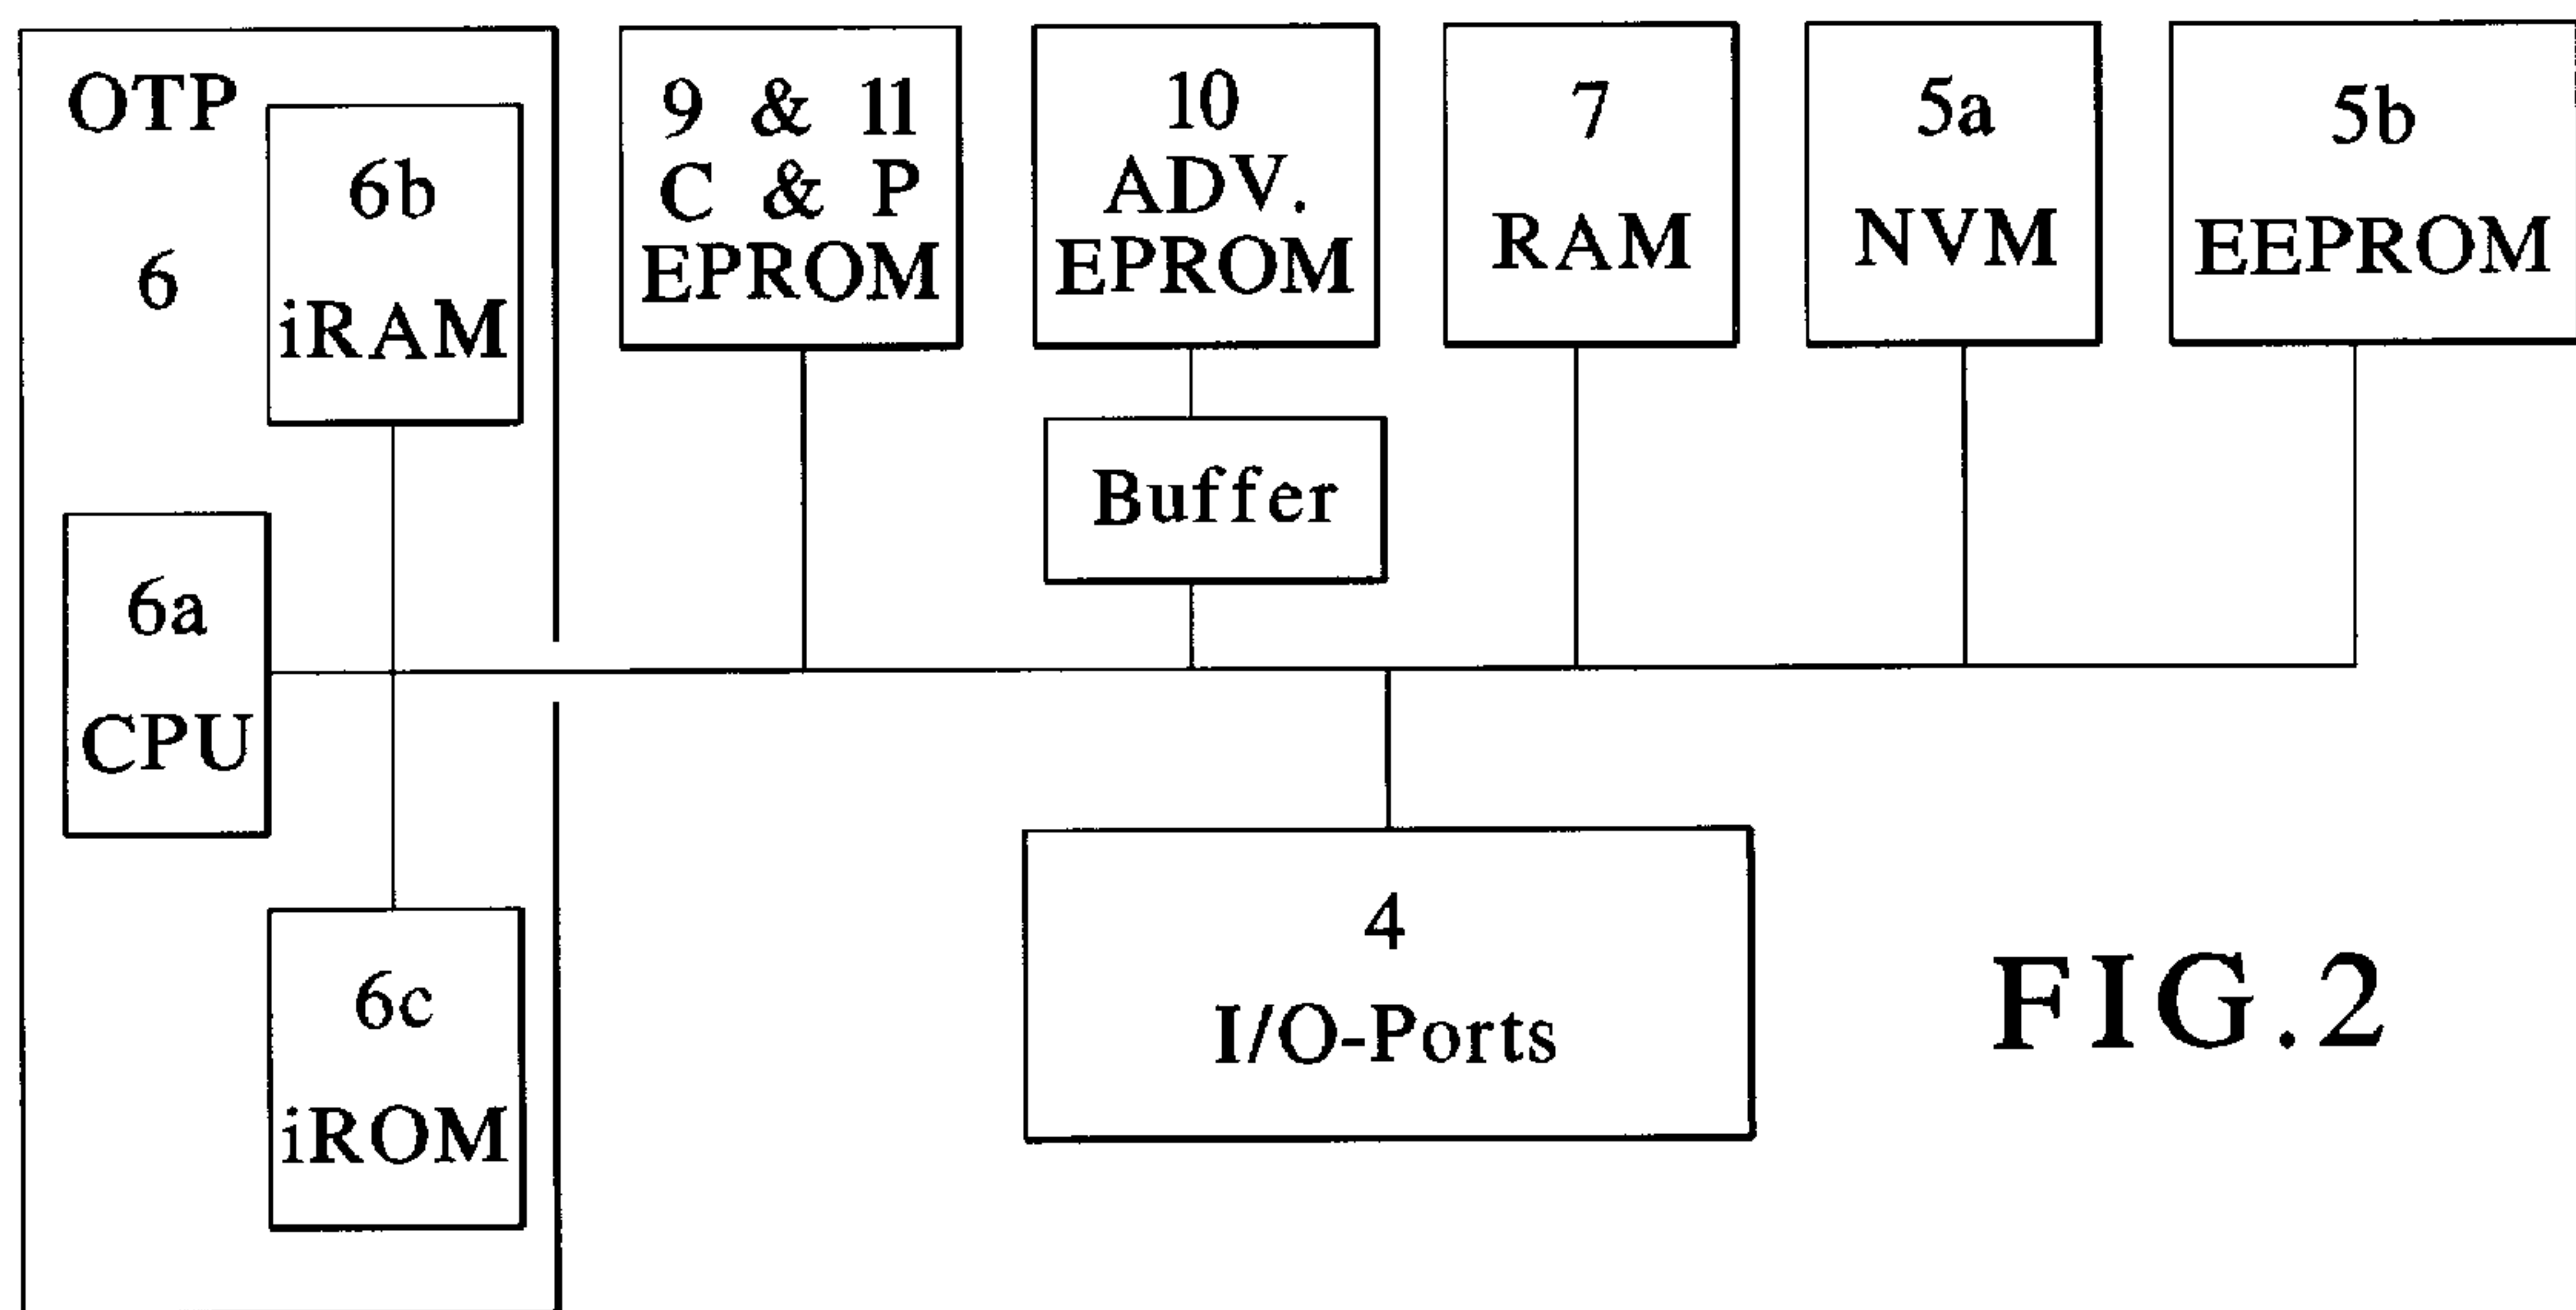 OTP
6
6b
iRAM
6a
CPU
6c
iROM
9 & 11
C & P
EPROM
10
ADV.
EPROM
Buffer
7
RAM
5a
NVM
5b
EEPROM
4
I/O-Ports
FIG.2